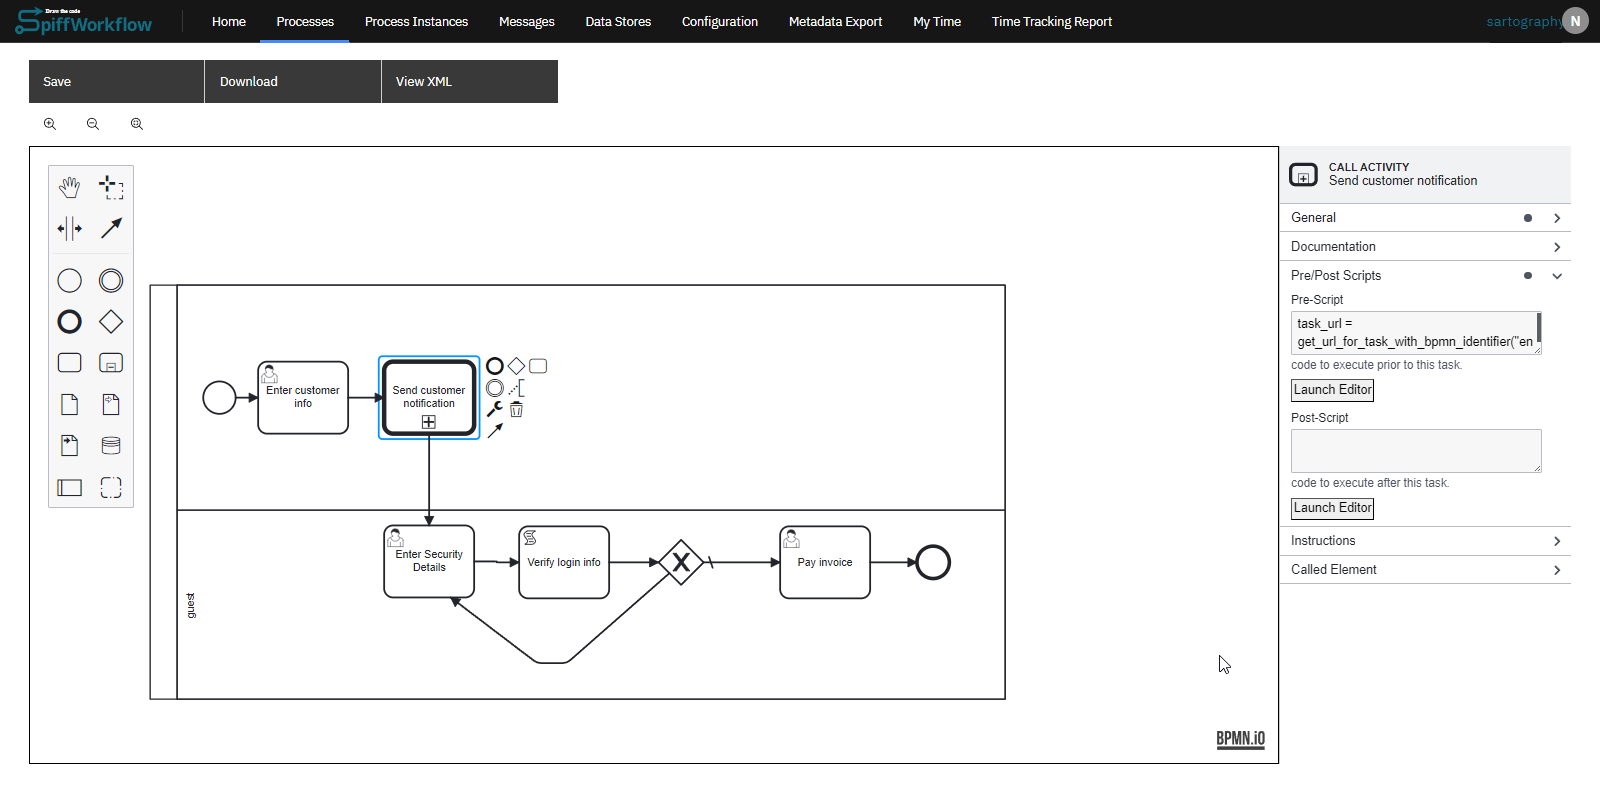 Draw the code
SpiffWorkflow
Home
Processes
Process Instances
Messages
Data Stores
Configuration
Metadata Export
My Time
Time Tracking Report
sartography
N
Save
Download
View XML
CALL ACTIVITY
Send customer notification
General
Documentation
Pre/Post Scripts
Pre-Script
task_url =
get_url_for_task_with_bpmn_identifier("en
code to execute prior to this task.
Launch Editor
Post-Script
code to execute after this task.
Launch Editor
Instructions
Called Element
Enter customer
info
Send customer
notification
Enter Security
Details
Verify login info
X
Pay invoice
guest
BPMN.iO